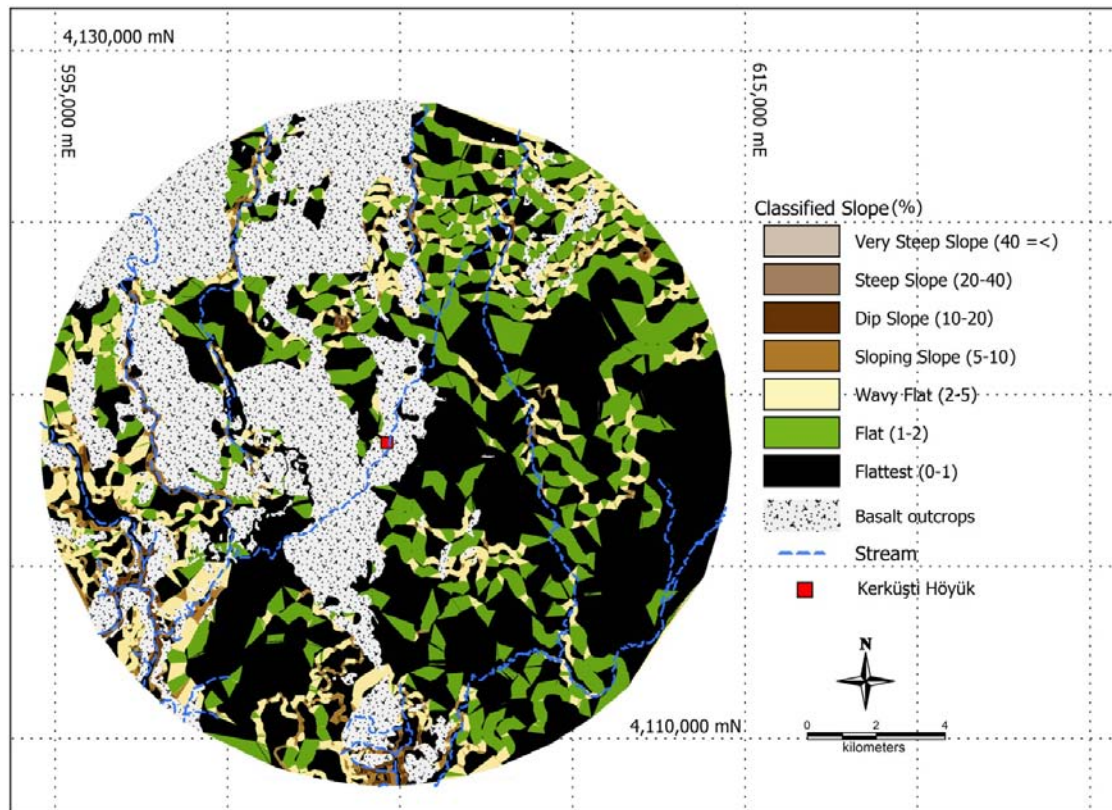 4,130,000 mN
595,000 mE
615,000 mE
Classified Slope (%)
Very Steep Slope (40 =<)
Steep Slope (20-40)
Dip Slope (10-20)
Sloping Slope (5-10)
Wavy Flat (2-5)
Flat (1-2)
Flattest (0-1)
Basalt outcrops
Stream
Kerküşti Höyük
N
4,110,000 mN
0 2 4
kilometers